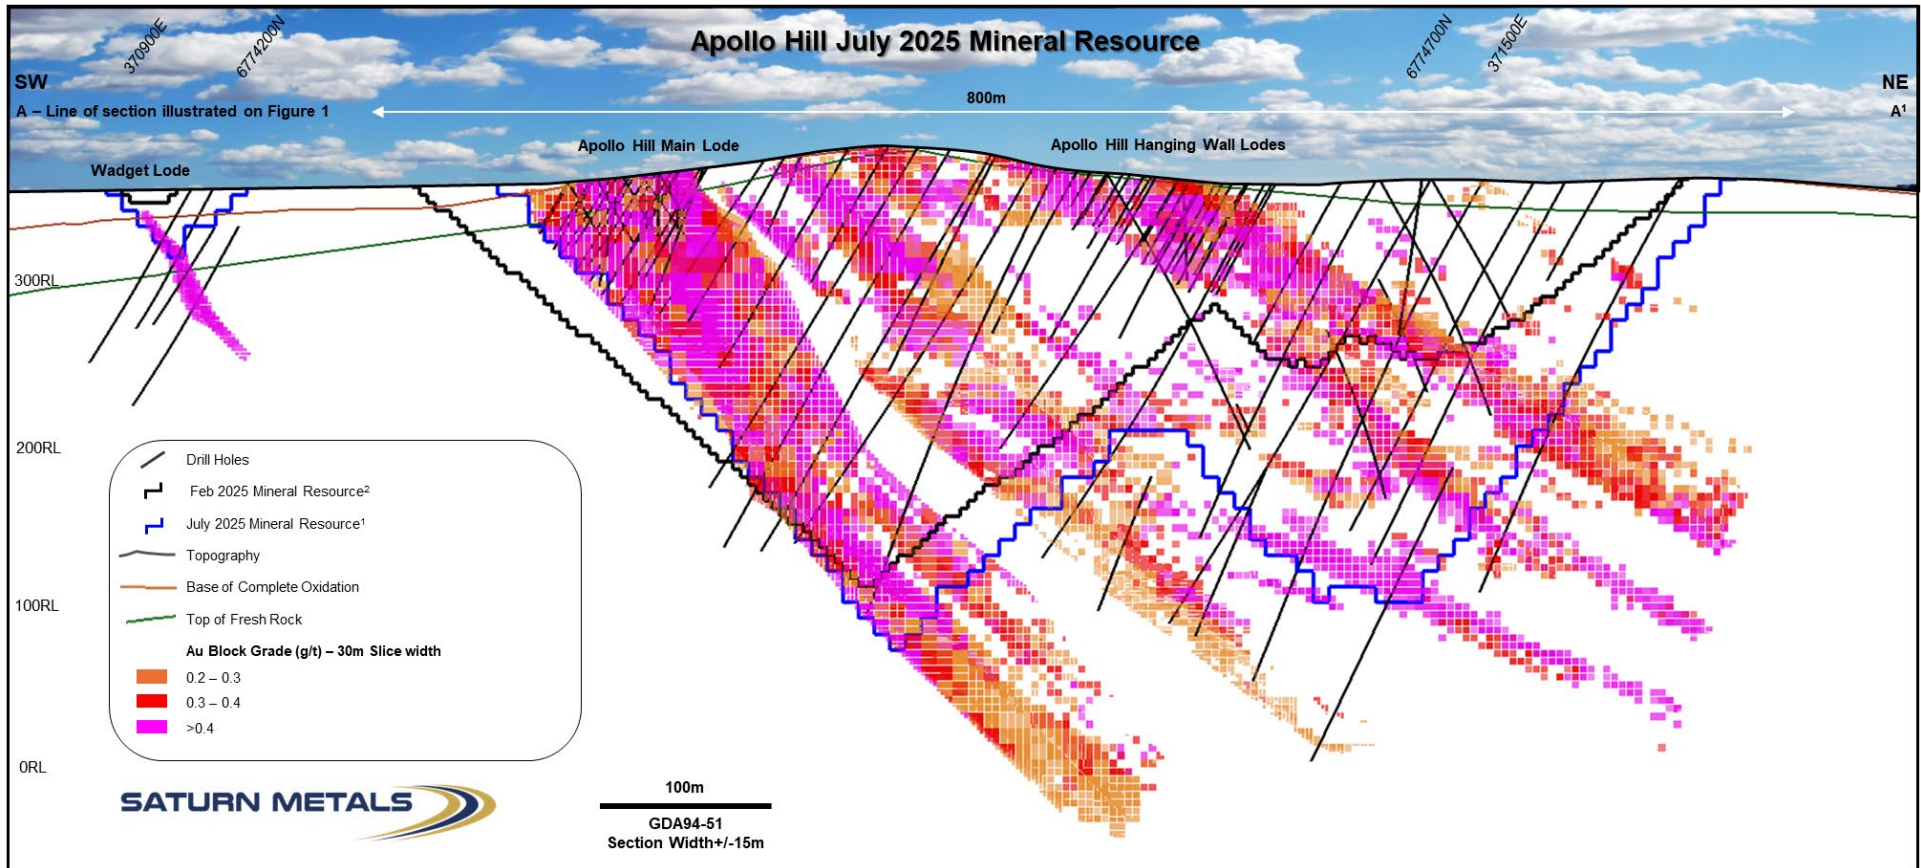 Apollo Hill July 2025 Mineral Resource
370900E
6774200N
6774700N
371500E
SW
NE
A – Line of section illustrated on Figure 1
800m
A¹
Wadget Lode
Apollo Hill Main Lode
Apollo Hill Hanging Wall Lodes
300RL
200RL
100RL
0RL
Drill Holes
Feb 2025 Mineral Resource²
July 2025 Mineral Resource¹
Topography
Base of Complete Oxidation
Top of Fresh Rock
Au Block Grade (g/t) – 30m Slice width
0.2 – 0.3
0.3 – 0.4
>0.4
SATURN METALS
100m
GDA94-51
Section Width+/-15m